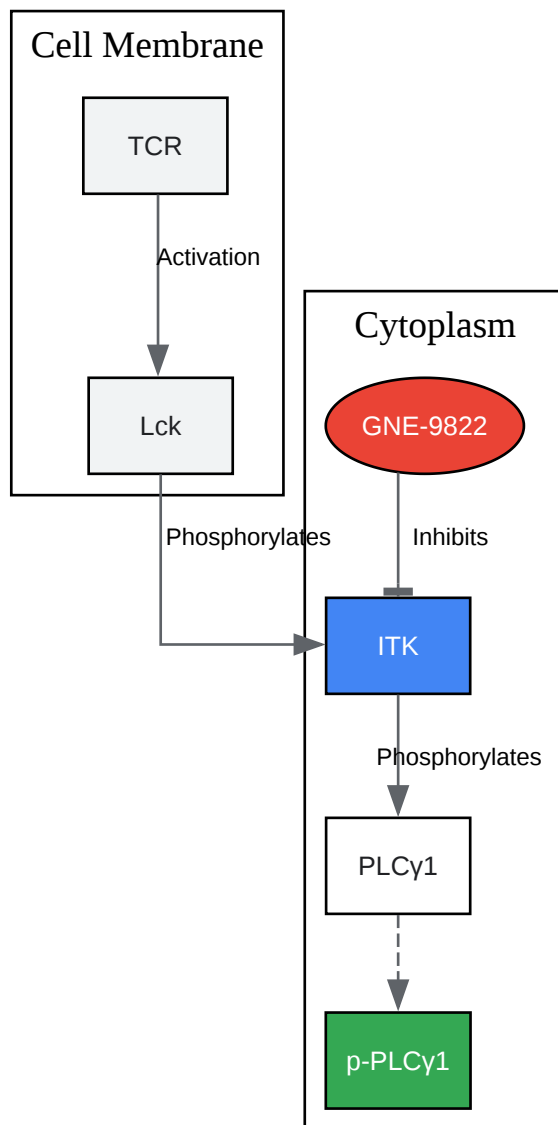 Cell Membrane
TCR
Activation
Cytoplasm
Lck
GNE-9822
Phosphorylates
Inhibits
ITK
Phosphorylates
PLCγ1
p-PLCγ1